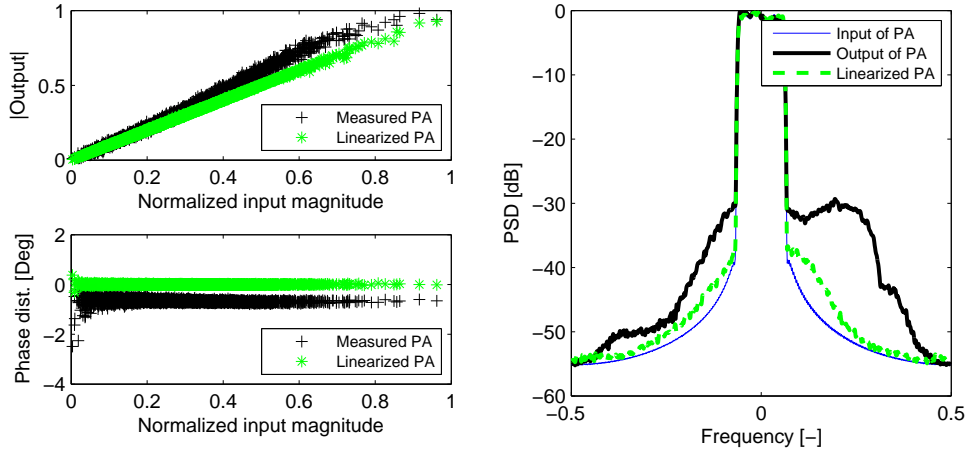 1
0.5
0
|Output|
Measured PA
Linearized PA
0 0.2 0.4 0.6 0.8 1
Normalized input magnitude
2
0
−2
−4
Phase dist. [Deg]
Measured PA
Linearized PA
0 0.2 0.4 0.6 0.8 1
Normalized input magnitude
0
−10
−20
−30
−40
−50
−60
PSD [dB]
Input of PA
Output of PA
Linearized PA
−0.5 0 0.5
Frequency [−]